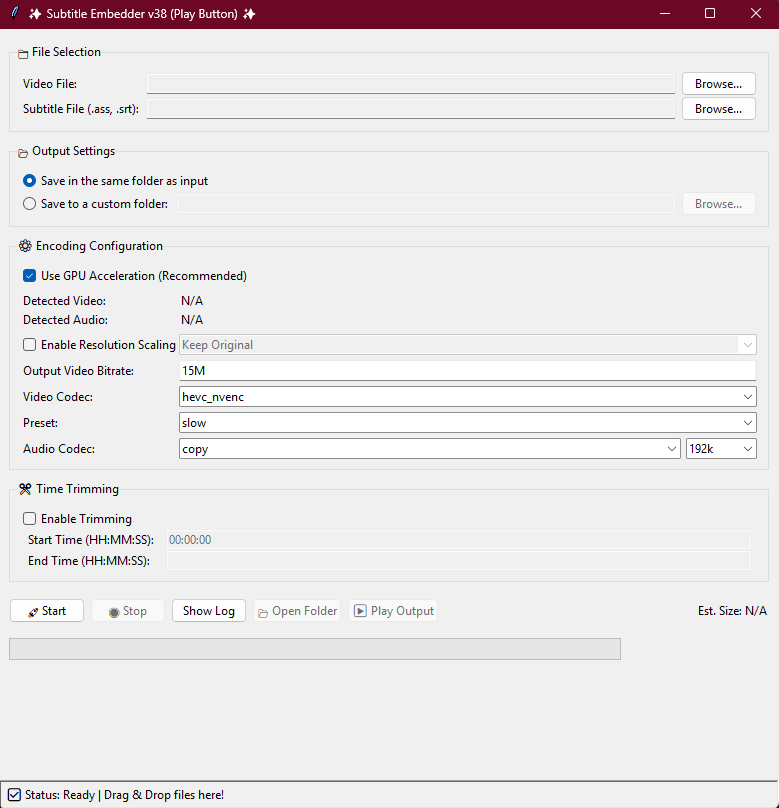 ✨ Subtitle Embedder v38 (Play Button) ✨
File Selection
Video File: Browse...
Subtitle File (.ass, .srt): Browse...
Output Settings
Save in the same folder as input
Save to a custom folder: Browse...
Encoding Configuration
Use GPU Acceleration (Recommended)
Detected Video: N/A
Detected Audio: N/A
Enable Resolution Scaling Keep Original
Output Video Bitrate: 15M
Video Codec: hevc_nvenc
Preset: slow
Audio Codec: copy 192k
Time Trimming
Enable Trimming
Start Time (HH:MM:SS): 00:00:00
End Time (HH:MM:SS):
Start Stop Show Log Open Folder Play Output Est. Size: N/A
Status: Ready | Drag & Drop files here!